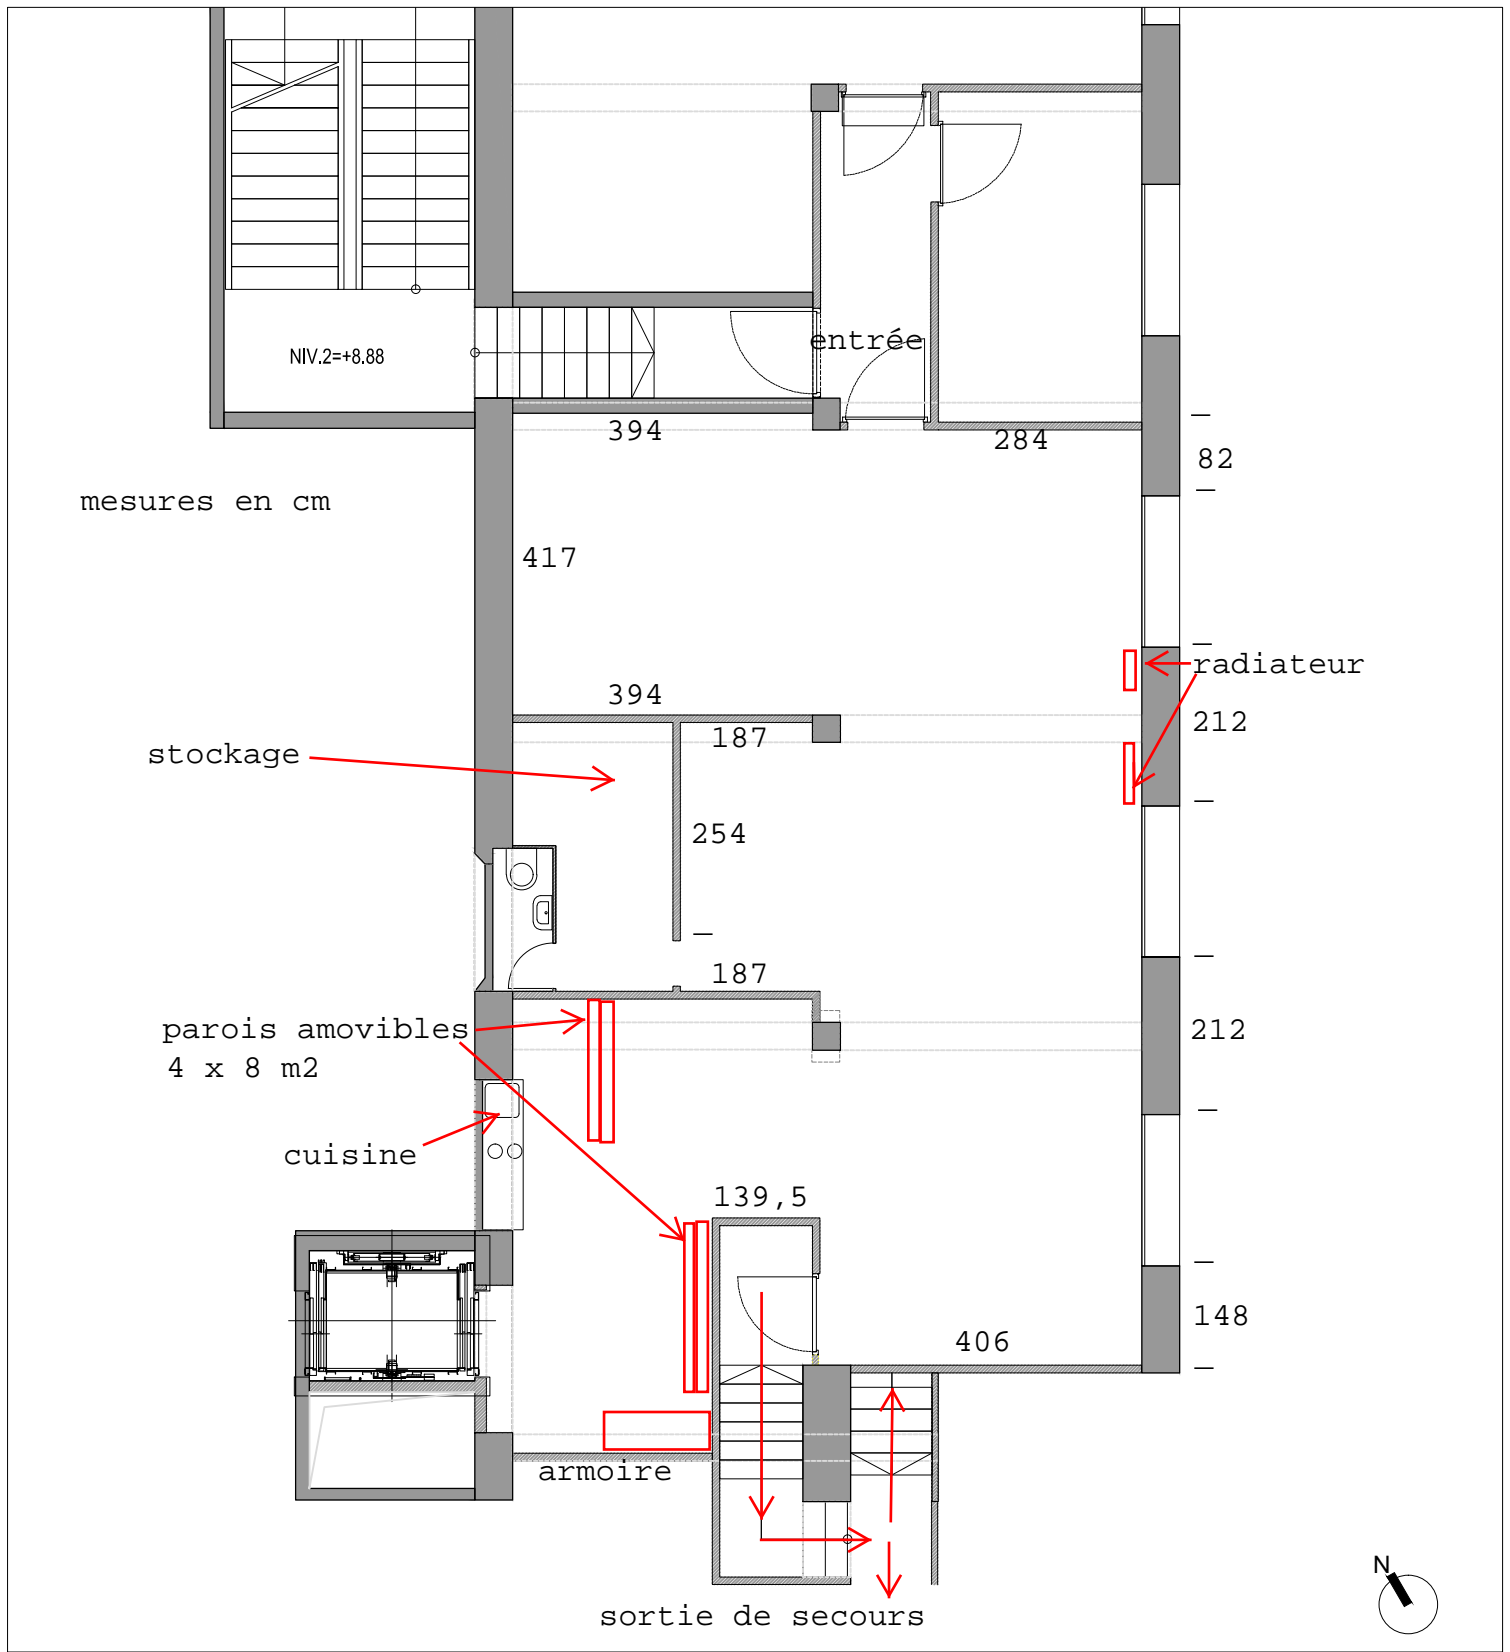 entrée
NIV.2=+8.88
394
284
82
mesures en cm
417
radiateur
394
212
187
stockage
254
187
parois amovibles
4 x 8 m2
212
cuisine
139,5
148
406
armoire
N
sortie de secours